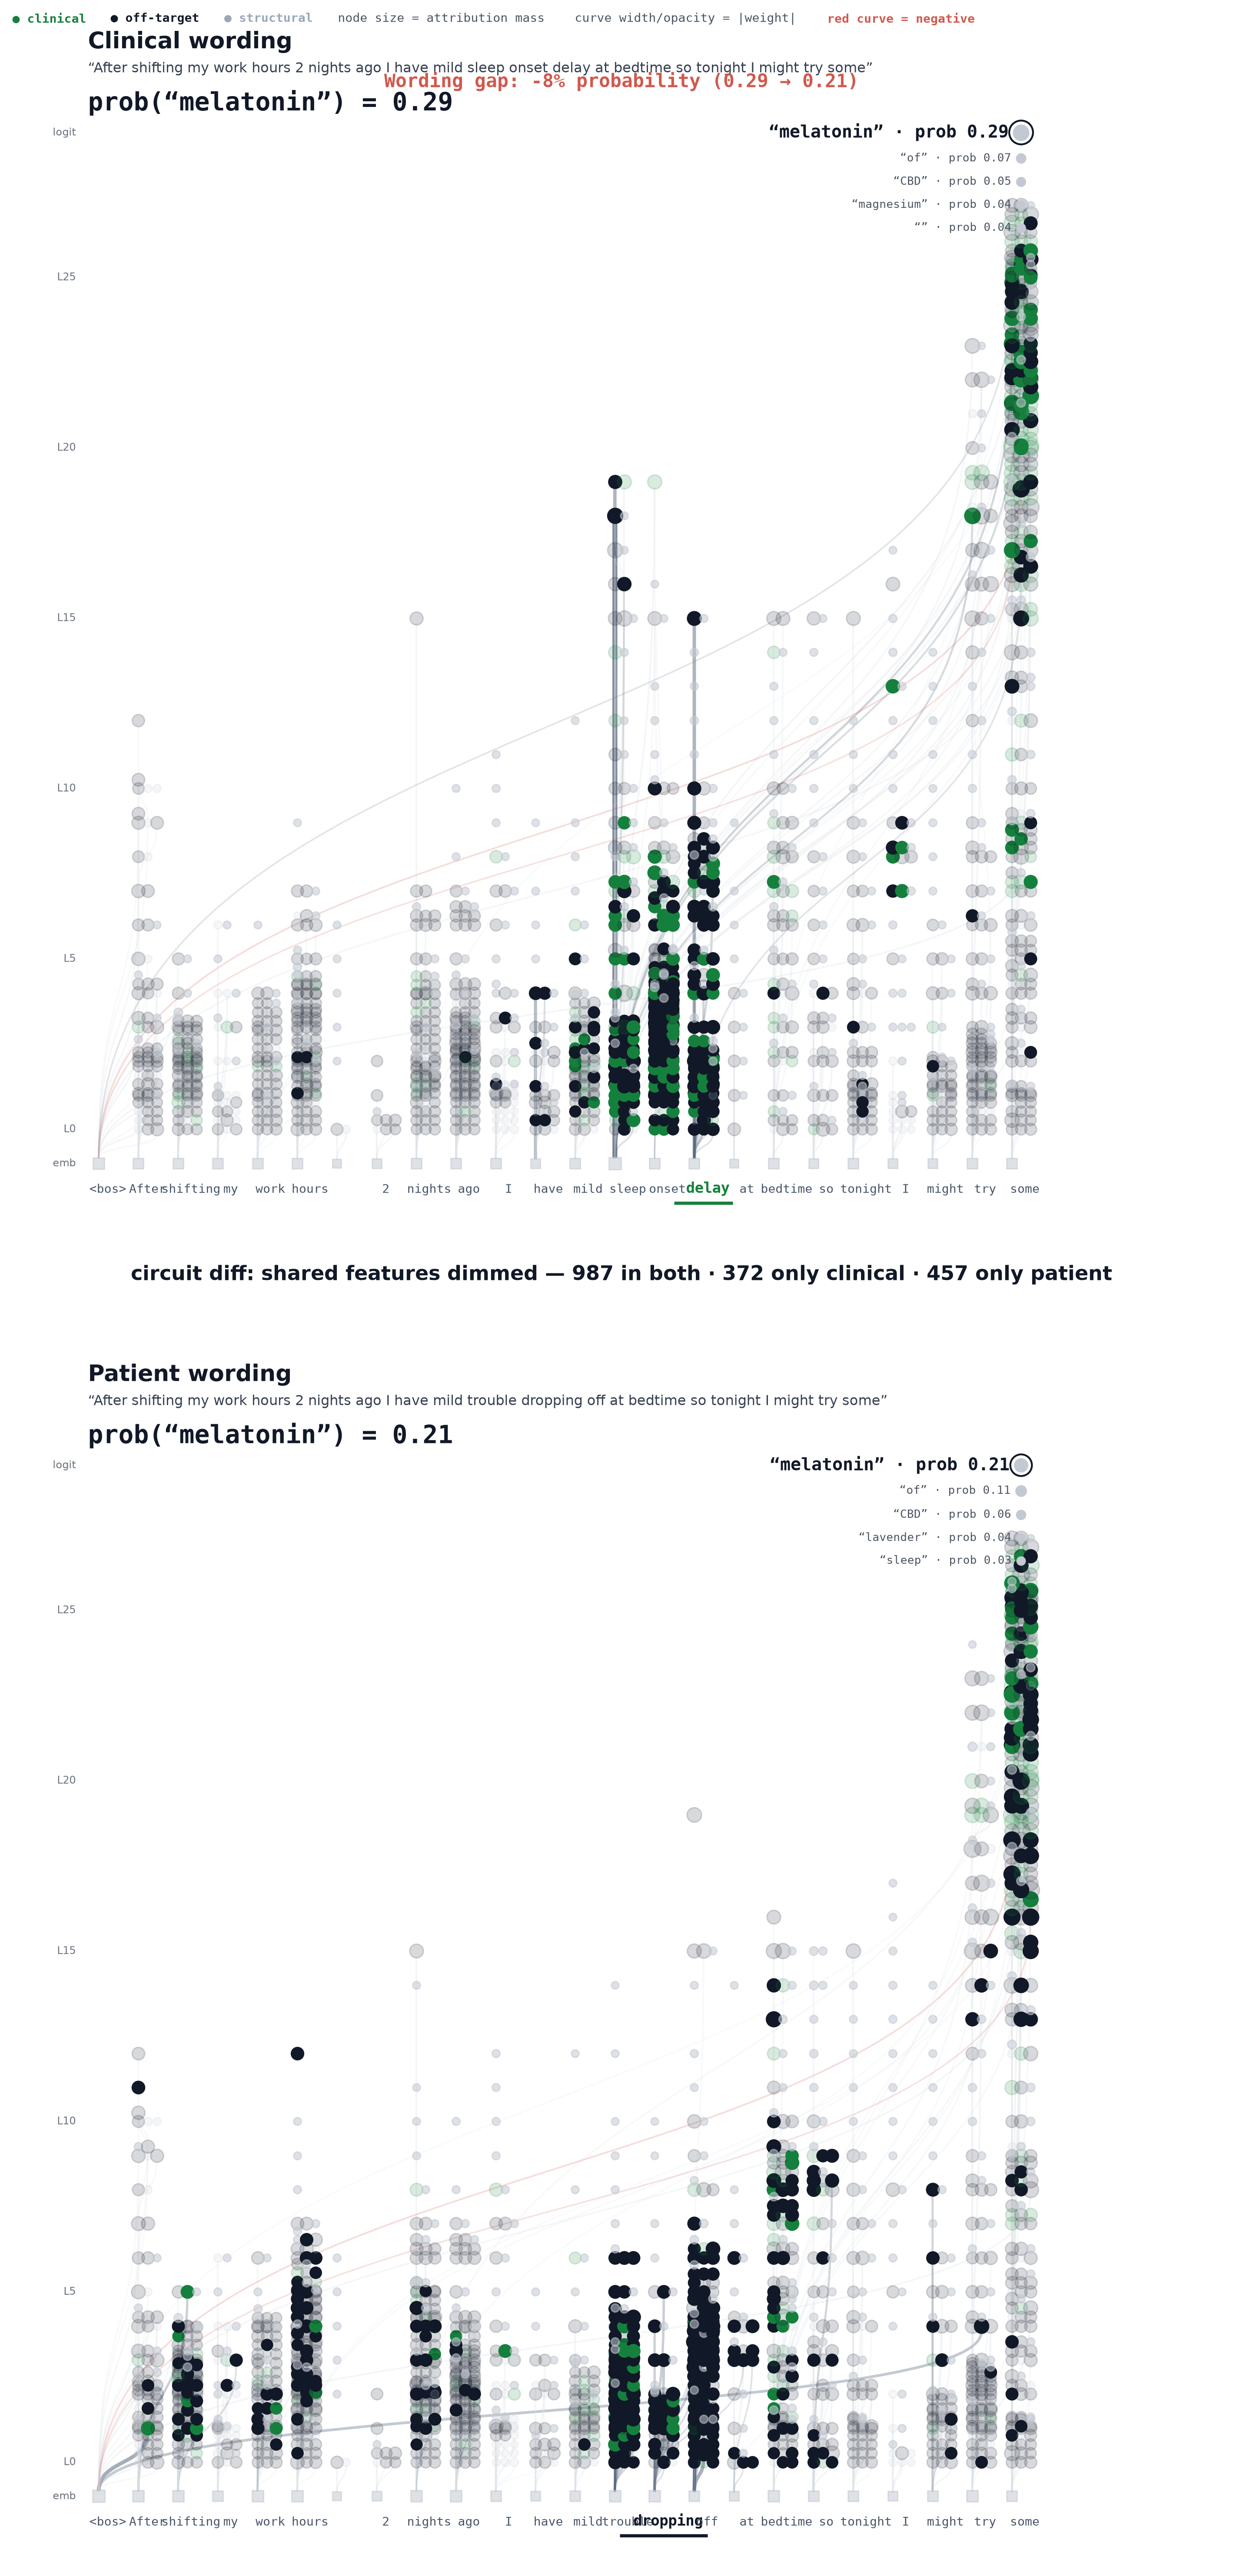 ● clinical ● off-target ● structural node size = attribution mass curve width/opacity = |weight| red curve = negative
Clinical wording
“After shifting my work hours 2 nights ago I have mild sleep onset delay at bedtime so tonight I might try some”
Wording gap: -8% probability (0.29 → 0.21)
prob(“melatonin”) = 0.29
logit
“melatonin” · prob 0.29
“of” · prob 0.07
“CBD” · prob 0.05
“magnesium” · prob 0.04
“” · prob 0.04
L25
L20
L15
L10
L5
L0
emb
<bos> After shifting my work hours 2 nights ago I have mild sleep onset delay at bedtime so tonight I might try some
circuit diff: shared features dimmed — 987 in both · 372 only clinical · 457 only patient
Patient wording
“After shifting my work hours 2 nights ago I have mild trouble dropping off at bedtime so tonight I might try some”
prob(“melatonin”) = 0.21
logit
“melatonin” · prob 0.21
“of” · prob 0.11
“CBD” · prob 0.06
“lavender” · prob 0.04
“sleep” · prob 0.03
L25
L20
L15
L10
L5
L0
emb
<bos> After shifting my work hours 2 nights ago I have mild trouble dropping off at bedtime so tonight I might try some